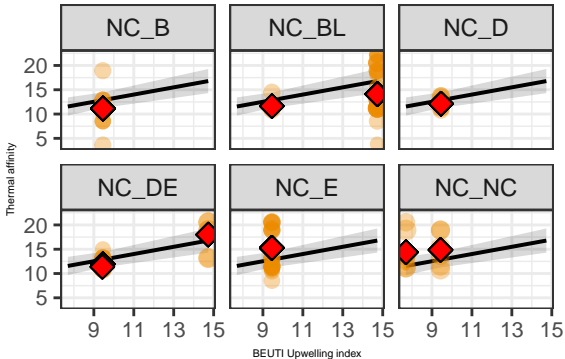 NC_B NC_BL NC_D
20
15
10
5
Thermal affinity
NC_DE NC_E NC_NC
20
15
10
5
9 11 13 15 9 11 13 15 9 11 13 15
BEUTI Upwelling index